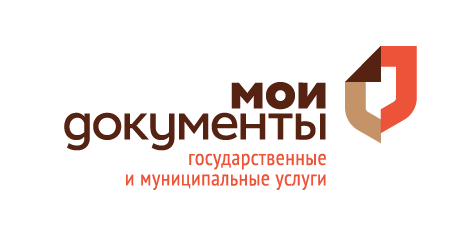 мои
документы
государственные
и муниципальные услуги